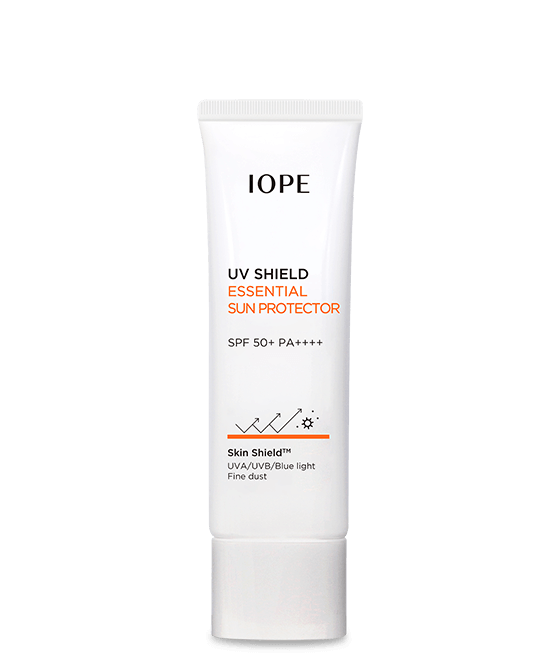 IOPE
UV SHIELD
ESSENTIAL
SUN PROTECTOR
SPF 50+ PA++++
Skin Shield™
UVA/UVB/Blue light
Fine dust